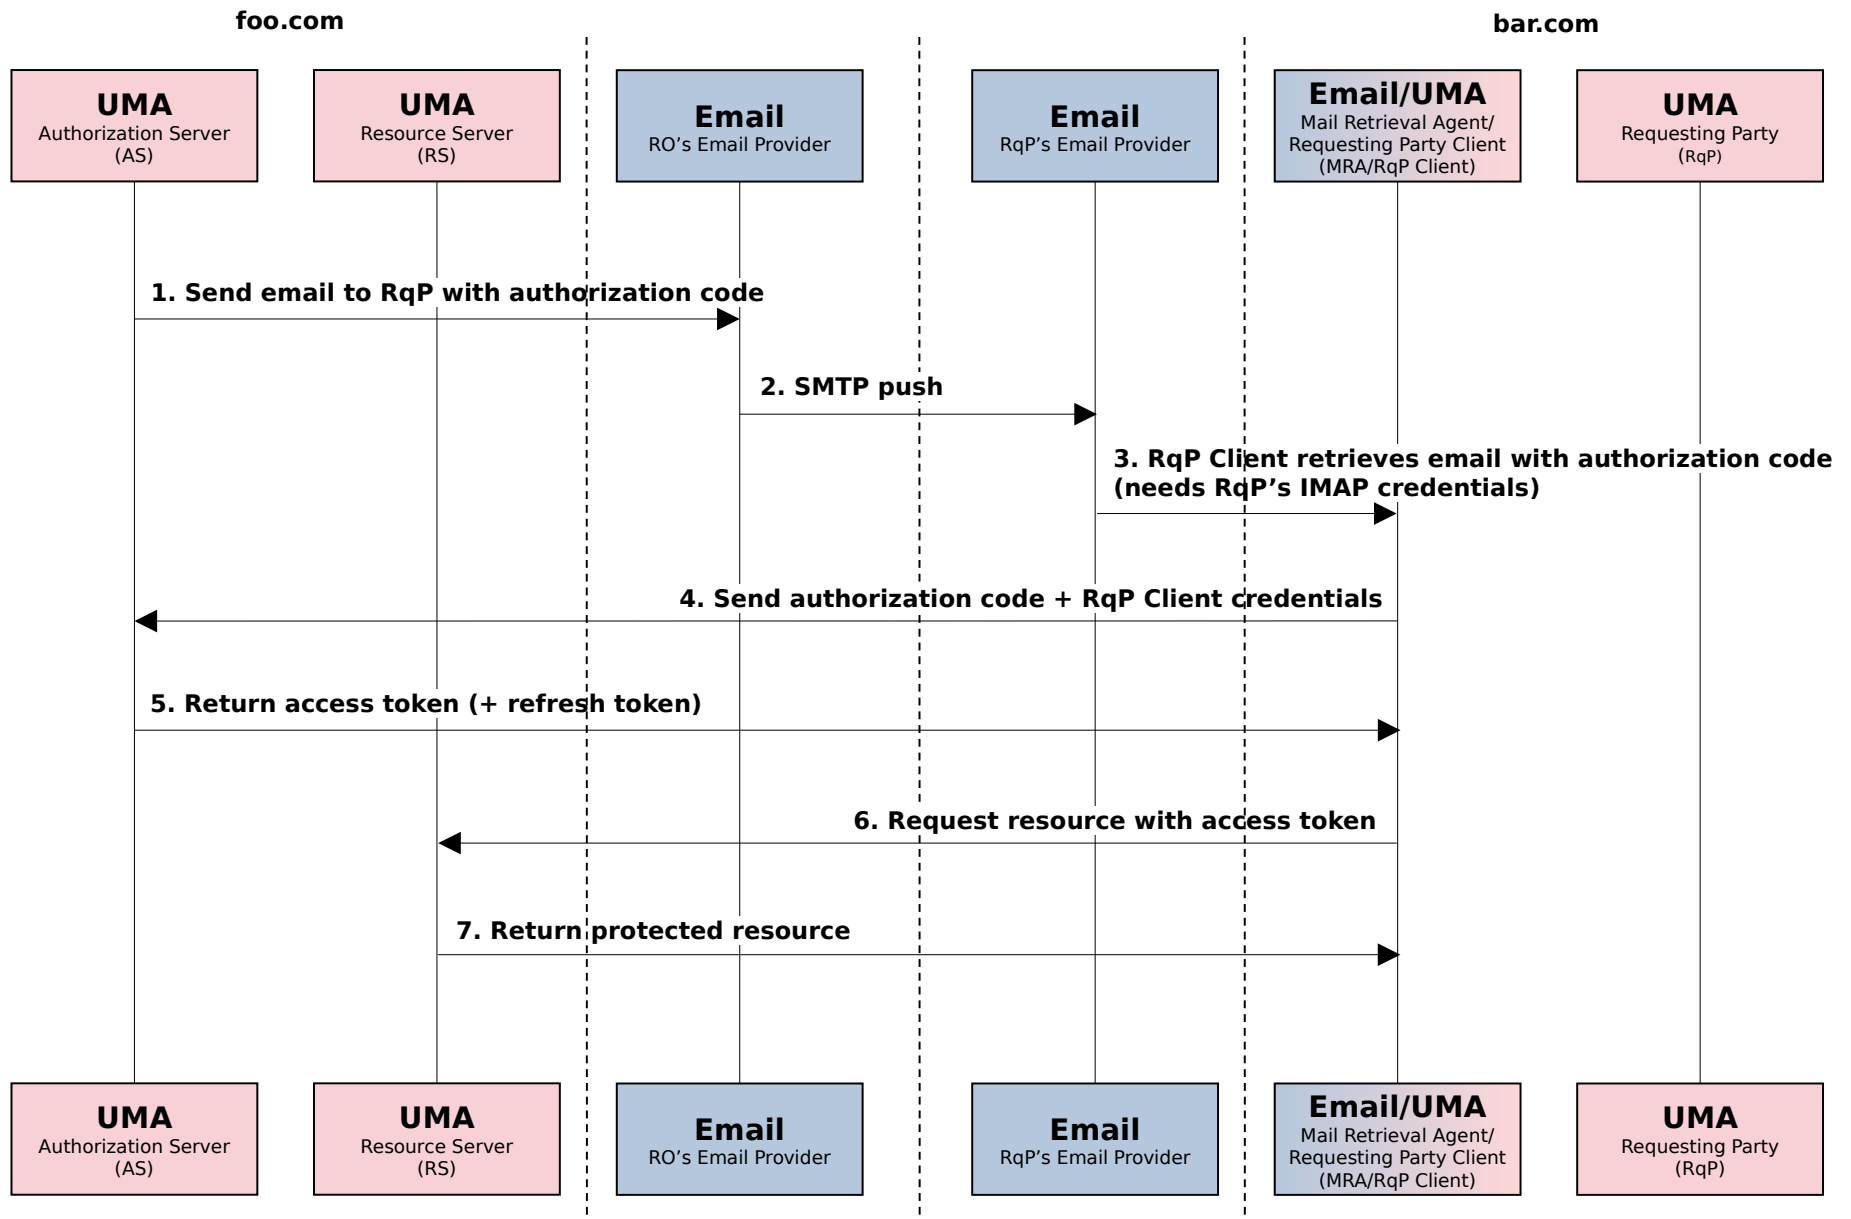 foo.com
bar.com
UMA
Authorization Server
(AS)
UMA
Resource Server
(RS)
Email
RO’s Email Provider
Email
RqP’s Email Provider
Email/UMA
Mail Retrieval Agent/
Requesting Party Client
(MRA/RqP Client)
UMA
Requesting Party
(RqP)
1. Send email to RqP with authorization code
2. SMTP push
3. RqP Client retrieves email with authorization code
(needs RqP’s IMAP credentials)
4. Send authorization code + RqP Client credentials
5. Return access token (+ refresh token)
6. Request resource with access token
7. Return protected resource
UMA
Authorization Server
(AS)
UMA
Resource Server
(RS)
Email
RO’s Email Provider
Email
RqP’s Email Provider
Email/UMA
Mail Retrieval Agent/
Requesting Party Client
(MRA/RqP Client)
UMA
Requesting Party
(RqP)